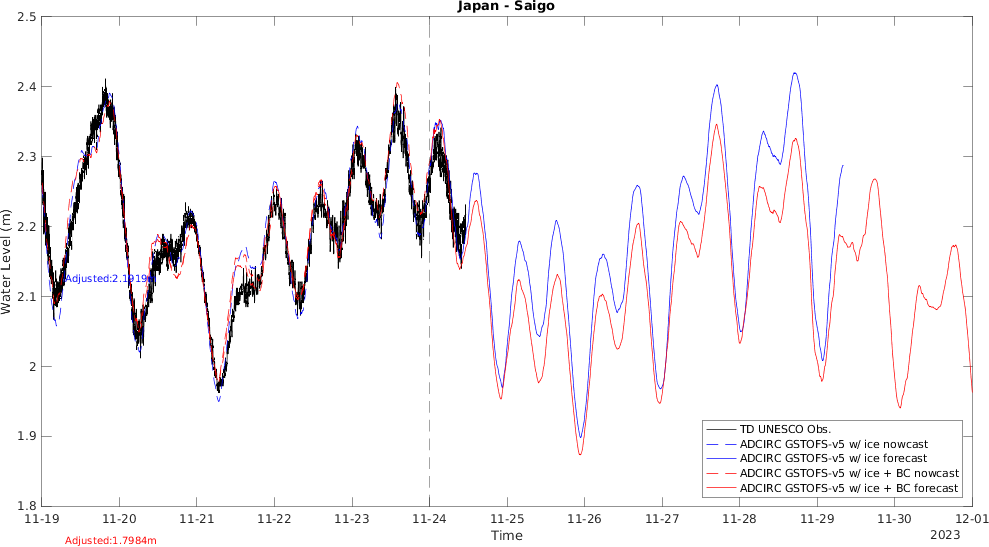 Japan - Saigo
2.5
2.4
2.3
2.2
2.1
2
1.9
1.8
Water Level (m)
Adjusted:2.1919m
TD UNESCO Obs.
ADCIRC GSTOFS-v5 w/ ice nowcast
ADCIRC GSTOFS-v5 w/ ice forecast
ADCIRC GSTOFS-v5 w/ ice + BC nowcast
ADCIRC GSTOFS-v5 w/ ice + BC forecast
11-19 11-20 11-21 11-22 11-23 11-24 11-25 11-26 11-27 11-28 11-29 11-30 12-01
Time
2023
Adjusted:1.7984m